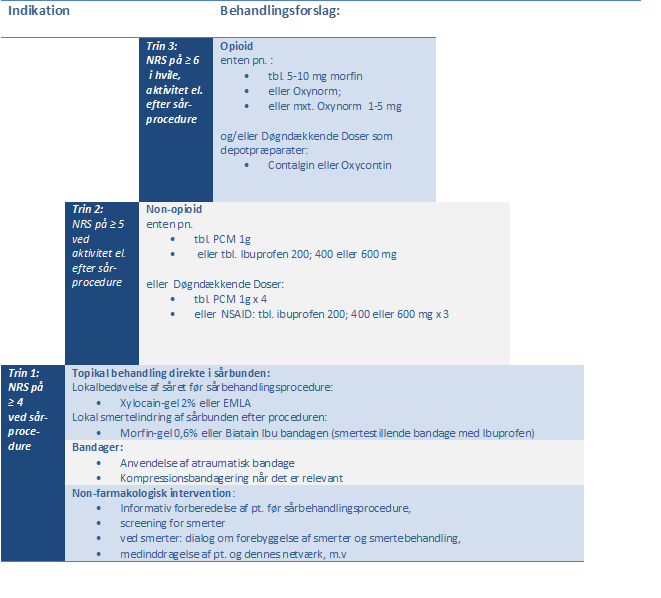 Indikation
Behandlingsforslag:
Trin 3:
NRS på ≥ 6
i hvile,
aktivitet el.
efter sår-
procedure
Opioid
enten pn. :
• tbl. 5-10 mg morfin
• eller Oxynorm;
• eller mxt. Oxynorm 1-5 mg
og/eller Døgndækkende Doser som
depotpræparater:
• Contalgin eller Oxycontin
Trin 2:
NRS på ≥ 5
ved
aktivitet el.
efter sår-
procedure
Non-opioid
enten pn.
• tbl. PCM 1g
• eller tbl. Ibuprofen 200; 400 eller 600 mg
eller Døgndækkende Doser:
• tbl. PCM 1g x 4
• eller NSAID: tbl. ibuprofen 200; 400 eller 600 mg x 3
Trin 1:
NRS på
≥ 4
ved sår-
proce-
dure
Topikal behandling direkte i sårbunden:
Lokalbedøvelse af såret før sårbehandlingsprocedure:
• Xylocain-gel 2% eller EMLA
Lokal smertelindring af sårbunden efter proceduren:
• Morfin-gel 0,6% eller Biatain Ibu bandagen (smertestillende bandage med Ibuprofen)
Bandager:
• Anvendelse af atraumatisk bandage
• Kompressionsbandagering når det er relevant
Non-farmakologisk intervention:
• Informativ forberedelse af pt. før sårbehandlingsprocedure,
• screening for smerter
• ved smerter: dialog om forebyggelse af smerter og smertebehandling,
• medinddragelse af pt. og dennes netværk, m.v